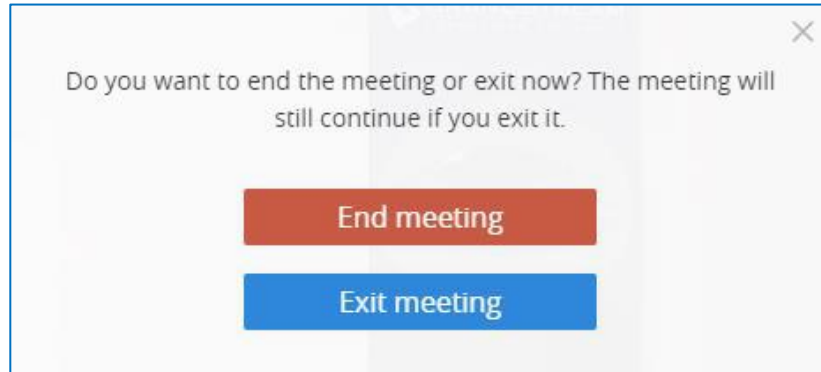 Do you want to end the meeting or exit now? The meeting will
still continue if you exit it.
End meeting
Exit meeting